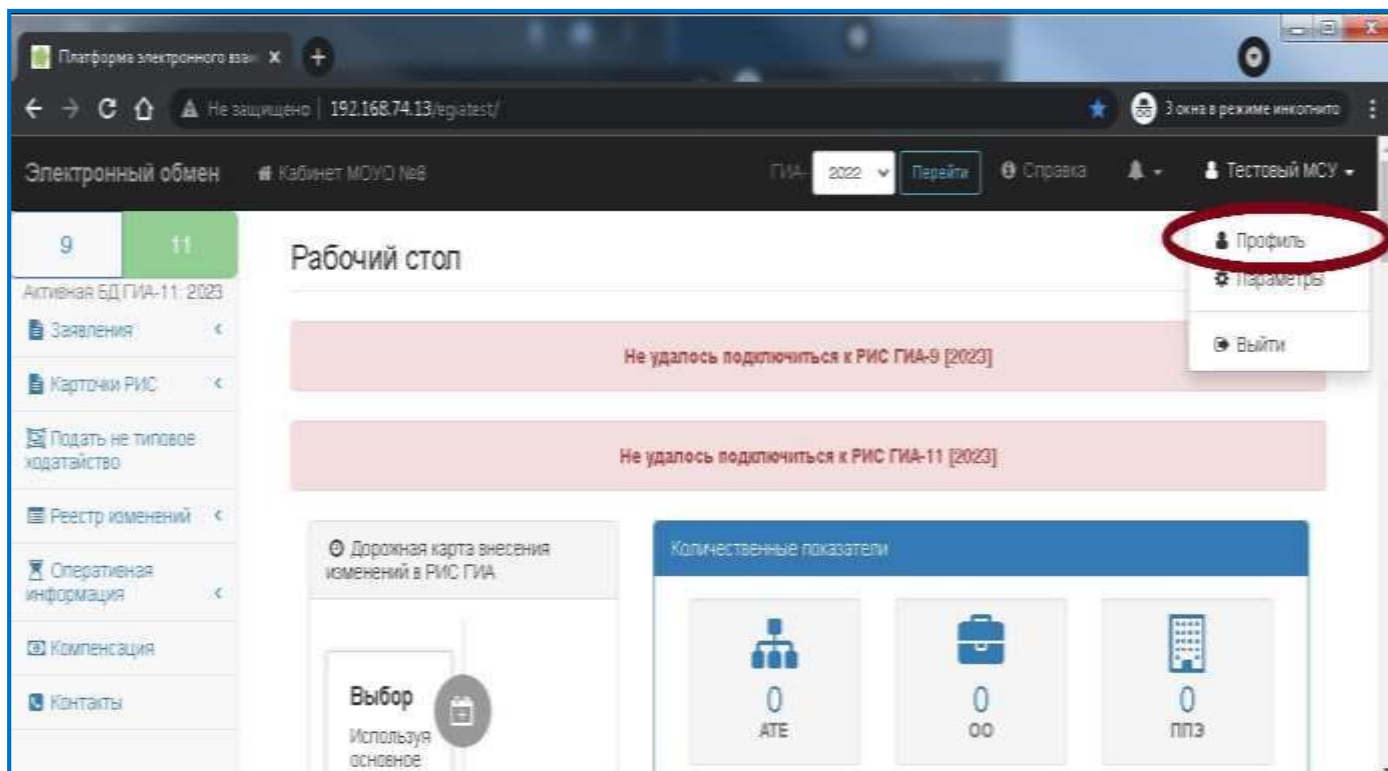 Платформа электронного вза
Не защищено | 192.168.74.13/egiatest/
3 окна в режиме инкогнито
Электронный обмен
Кабинет МОУО №8
ГИА-
2022
Перейти
Справка
Тестовый МСУ
Профиль
Параметры
Выйти
9
11
Активная БД ГИА-11: 2023
Заявления
Карточки РИС
Подать не типовое
ходатайство
Реестр изменений
Оперативная
информация
Компенсация
Контакты
Рабочий стол
Не удалось подключиться к РИС ГИА-9 [2023]
Не удалось подключиться к РИС ГИА-11 [2023]
Дорожная карта внесения
изменений в РИС ГИА
Выбор
Используя
основное
Количественные показатели
0
АТЕ
0
ОО
0
ППЭ